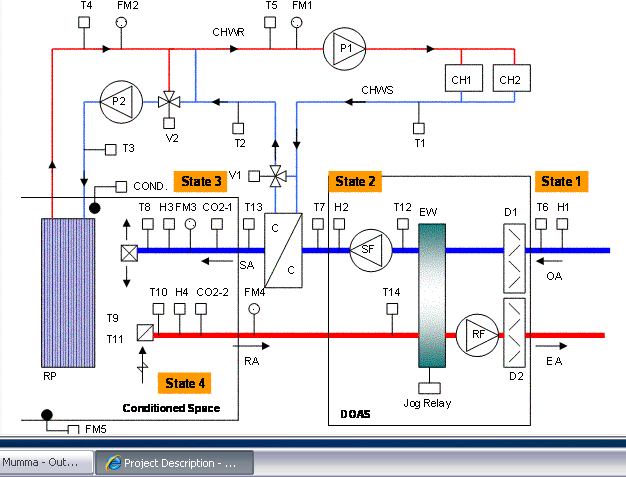 T4 FM2 T5 FM1
CHWR
P1
CH1 CH2
P2
CHWS
V2 T2 T1
T3
V1
COND. State 3 State 2 State 1
T8 H3 FM3 CO2-1 T13 T7 H2 T12 EW D1 T6 H1
C
SF
SA OA
C
T10 H4 CO2-2 FM4 T14
T9
T11
RF
RA EA
RP State 4 D2
Jog Relay
Conditioned Space DOAS
FM5
Mumma - Out... Project Description - ...